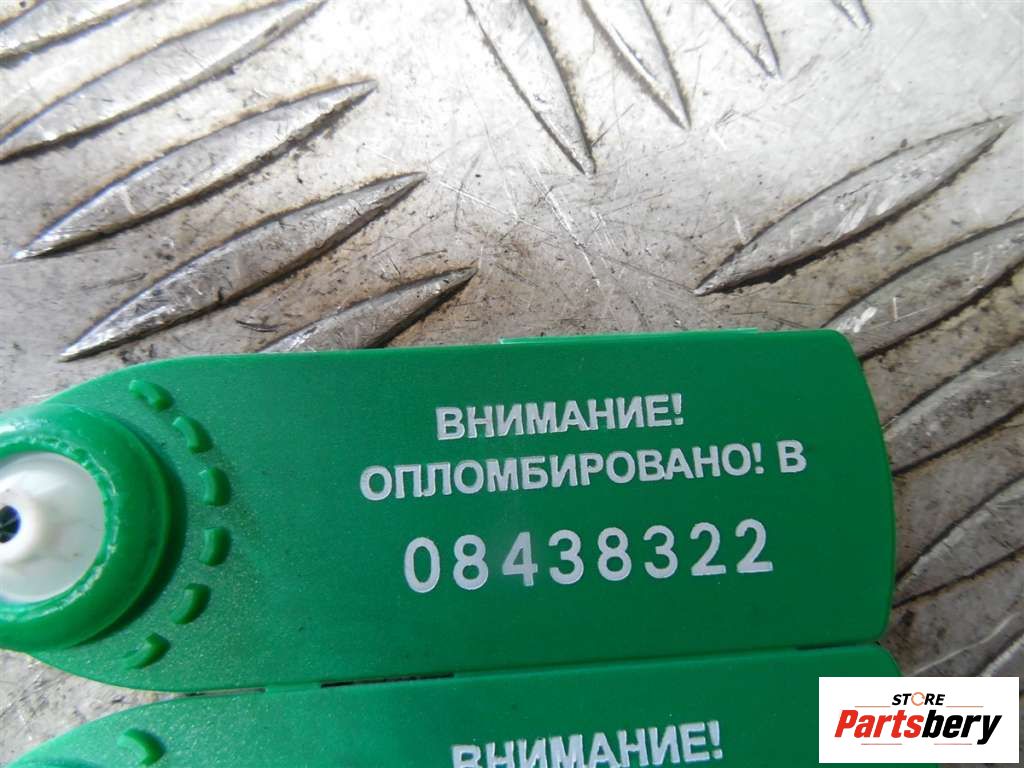 ВНИМАНИЕ!
ОПЛОМБИРОВАНО! В
08438322
ВНИМАНИЕ!
STORE
Partsbery